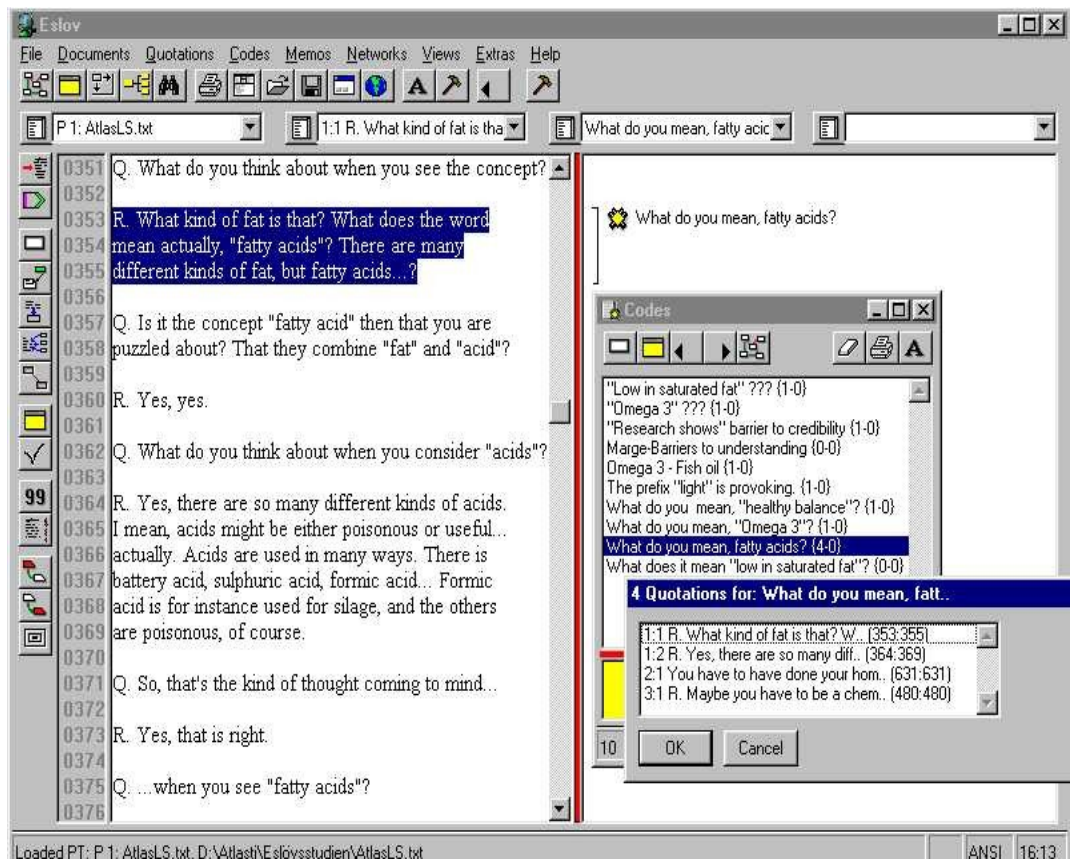 Eslov
File Documents Quotations Codes Memos Networks Views Extras Help
A
P 1: AtlasLS.txt
1:1 R. What kind of fat is tha
What do you mean, fatty acic
0351 Q. What do you think about when you see the concept?
0352
0353 R. What kind of fat is that? What does the word
0354 mean actually, "fatty acids"? There are many
0355 different kinds of fat, but fatty acids...?
0356
0357 Q. Is it the concept "fatty acid" then that you are
0358 puzzled about? That they combine "fat" and "acid"?
0359
0360 R. Yes, yes.
0361
0362 Q. What do you think about when you consider "acids"?
0363
0364 R. Yes, there are so many different kinds of acids.
0365 I mean, acids might be either poisonous or useful...
0366 actually. Acids are used in many ways. There is
0367 battery acid, sulphuric acid, formic acid... Formic
0368 acid is for instance used for silage, and the others
0369 are poisonous, of course.
0370
0371 Q. So, that's the kind of thought coming to mind...
0372
0373 R. Yes, that is right.
0374
0375 Q. ...when you see "fatty acids"?
0376
99
What do you mean, fatty acids?
Codes
A
"Low in saturated fat" ??? {1-0}
"Omega 3" ??? {1-0}
"Research shows" barrier to credibility {1-0}
Marge-Barriers to understanding {0-0}
Omega 3 - Fish oil {1-0}
The prefix "light" is provoking. {1-0}
What do you mean, "healthy balance"? {1-0}
What do you mean, "Omega 3"? {1-0}
What do you mean, fatty acids? {4-0}
What does it mean "low in saturated fat"? {0-0}
4 Quotations for: What do you mean, fatt..
1:1 R. What kind of fat is that? W.. (353:355)
1:2 R. Yes, there are so many diff.. (364:369)
2:1 You have to have done your hom.. (631:631)
3:1 R. Maybe you have to be a chem.. (480:480)
10
OK Cancel
Loaded PT: P 1: AtlasLS.txt, D:\Atlasti\Eslövsstudien\AtlasLS.txt
ANSI 16:13